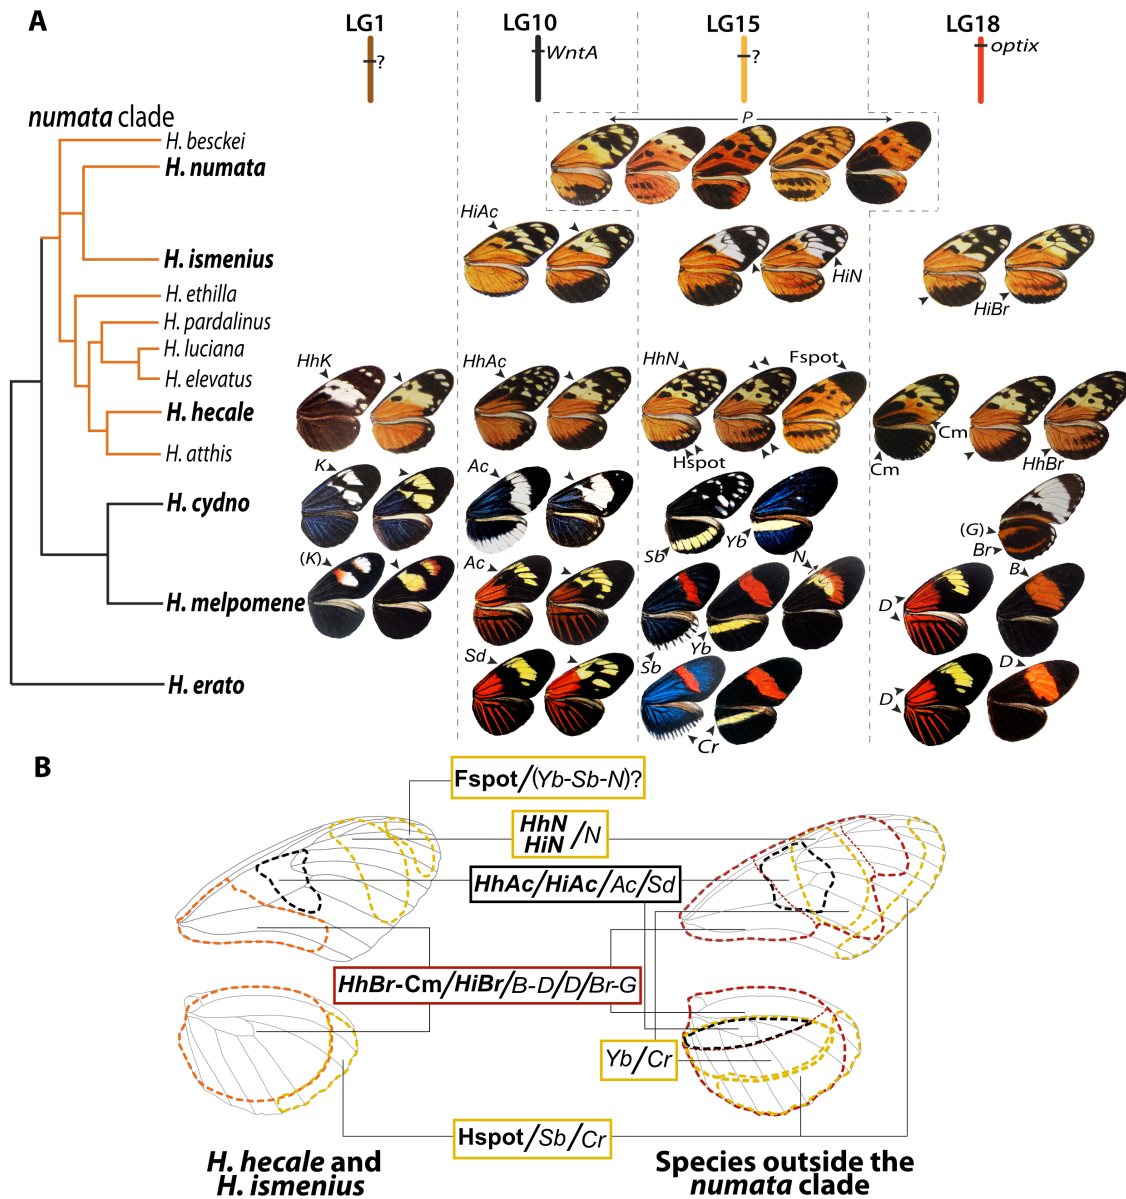 A
LG1
LG10
LG15
LG18
?
WntA
?
optix
numata clade
P
H. besckei
H. numata
HiAc
H. ismenius
HiN
HiBr
H. ethilla
H. pardalinus
H. luciana
H. elevatus
H. hecale
H. atthis
HhK
HhAc
HhN
Fspot
Hspot
Cm
Cm
HhBr
H. cydno
K
Ac
Sb
Yb
(G)
Br
H. melpomene
(K)
Ac
N
Sb
Yb
D
B
H. erato
Sd
Cr
D
D
B
Fspot/(Yb-Sb-N)?
HhN
HiN /N
HhAc/HiAc/Ac/Sd
HhBr-Cm/HiBr/B-D/D/Br-G
Yb/Cr
Hspot/Sb/Cr
H. hecale and
H. ismenius
Species outside the
numata clade